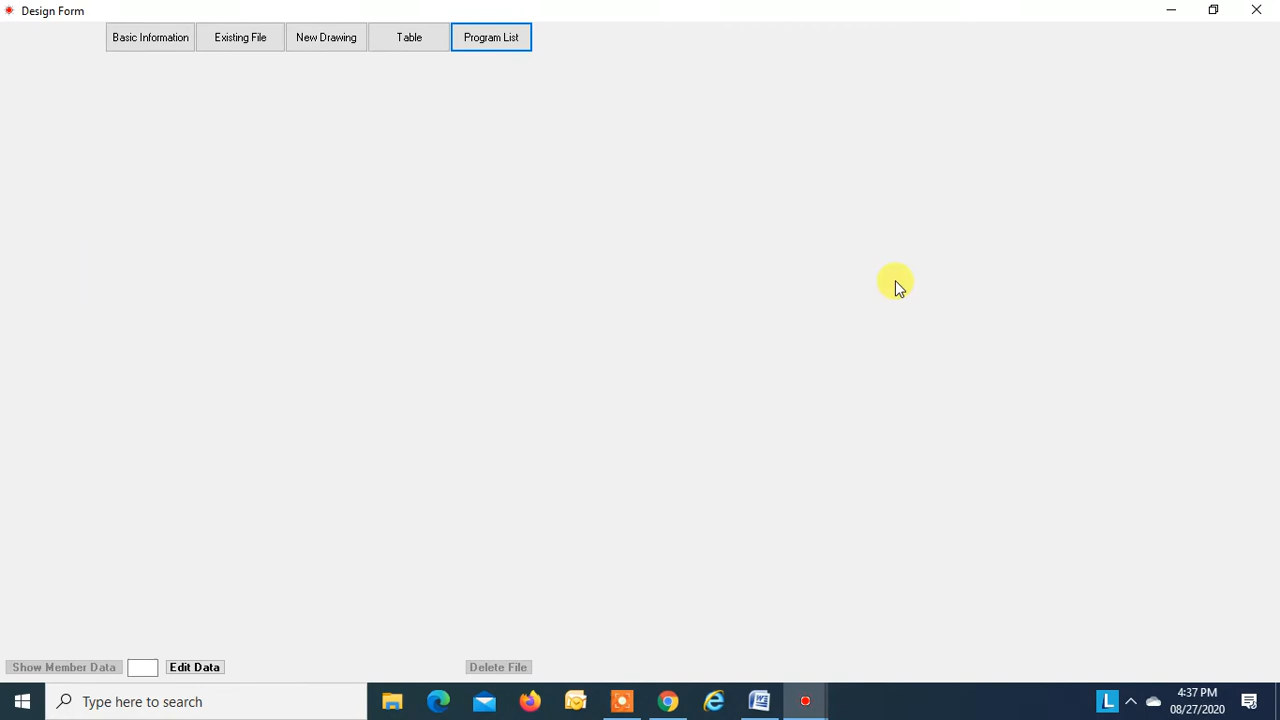 Design Form
Basic Information
Existing File
New Drawing
Table
Program List
Show Member Data
Edit Data
Delete File
Type here to search
L
4:37 PM
08/27/2020